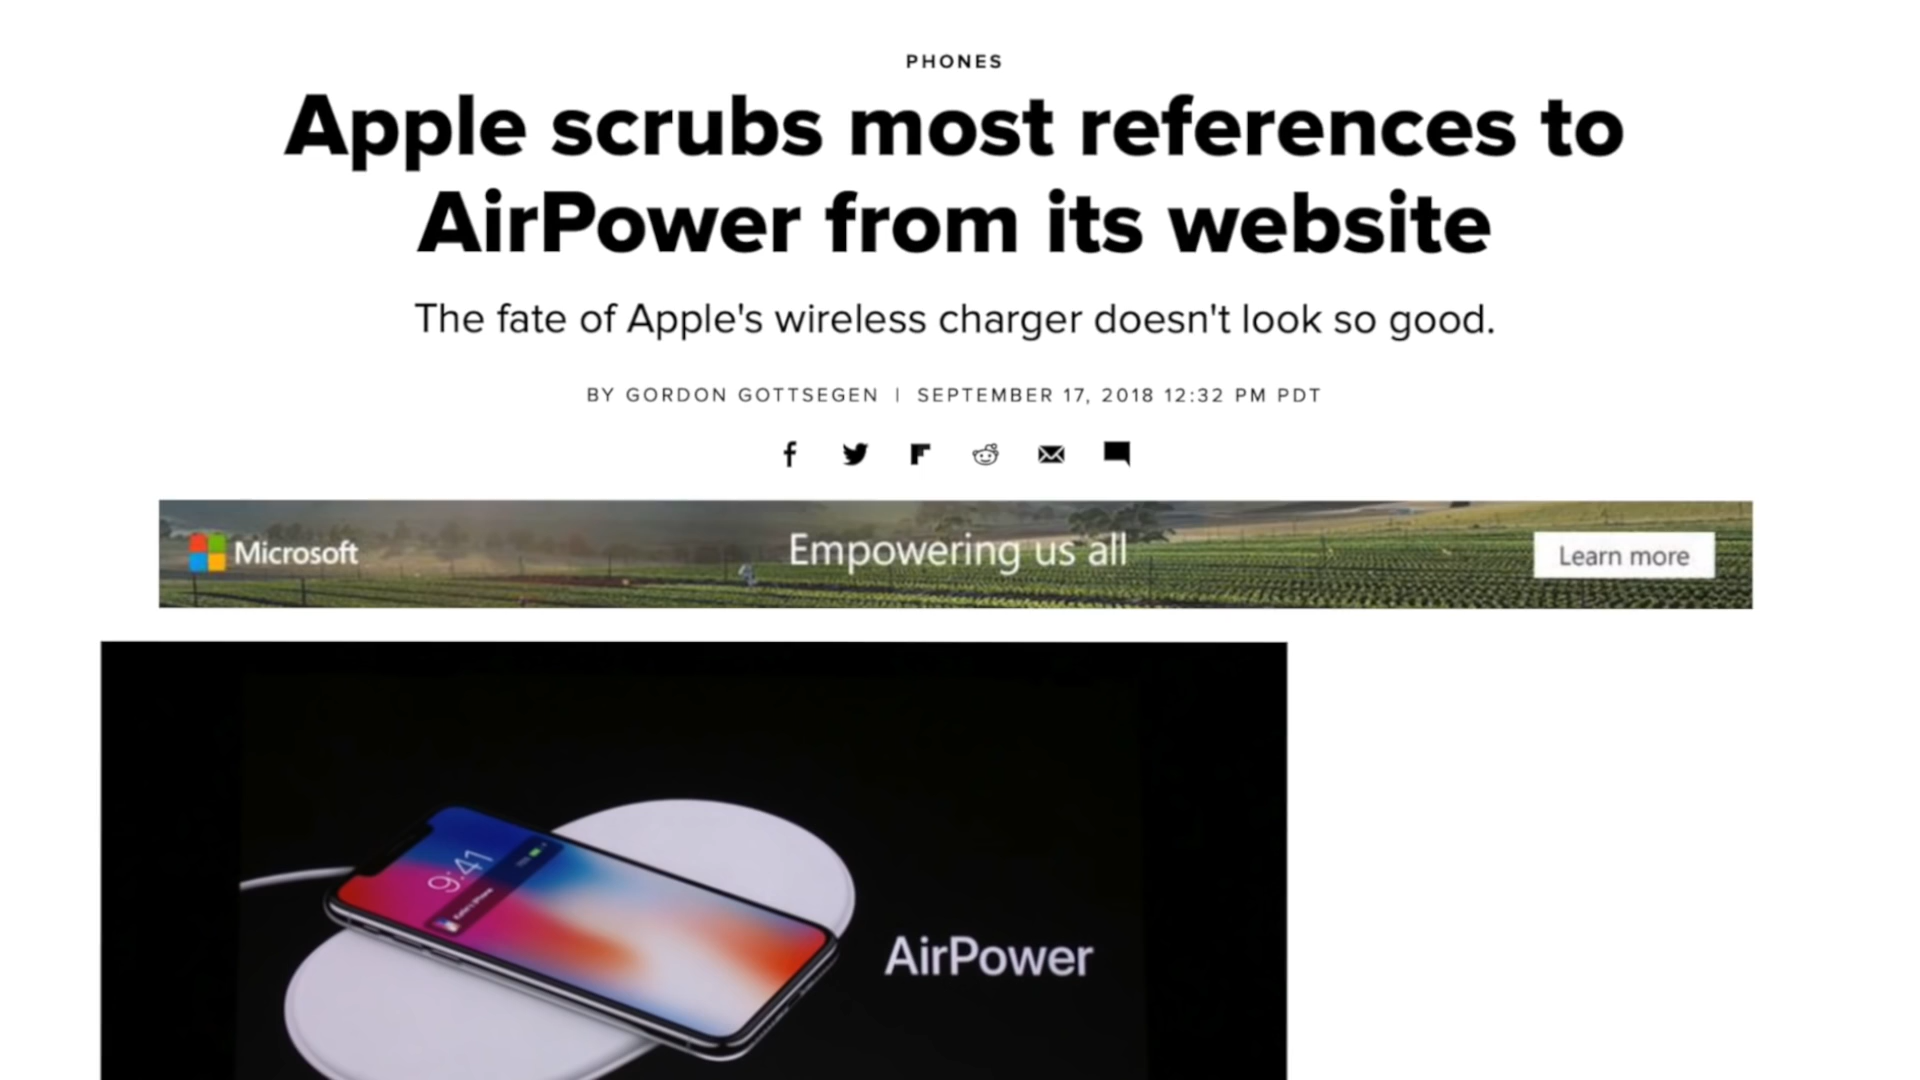 PHONES
Apple scrubs most references to
AirPower from its website
The fate of Apple's wireless charger doesn't look so good.
BY GORDON GOTTSEGEN | SEPTEMBER 17, 2018 12:32 PM PDT
Microsoft
Empowering us all
Learn more
9:41
AirPower